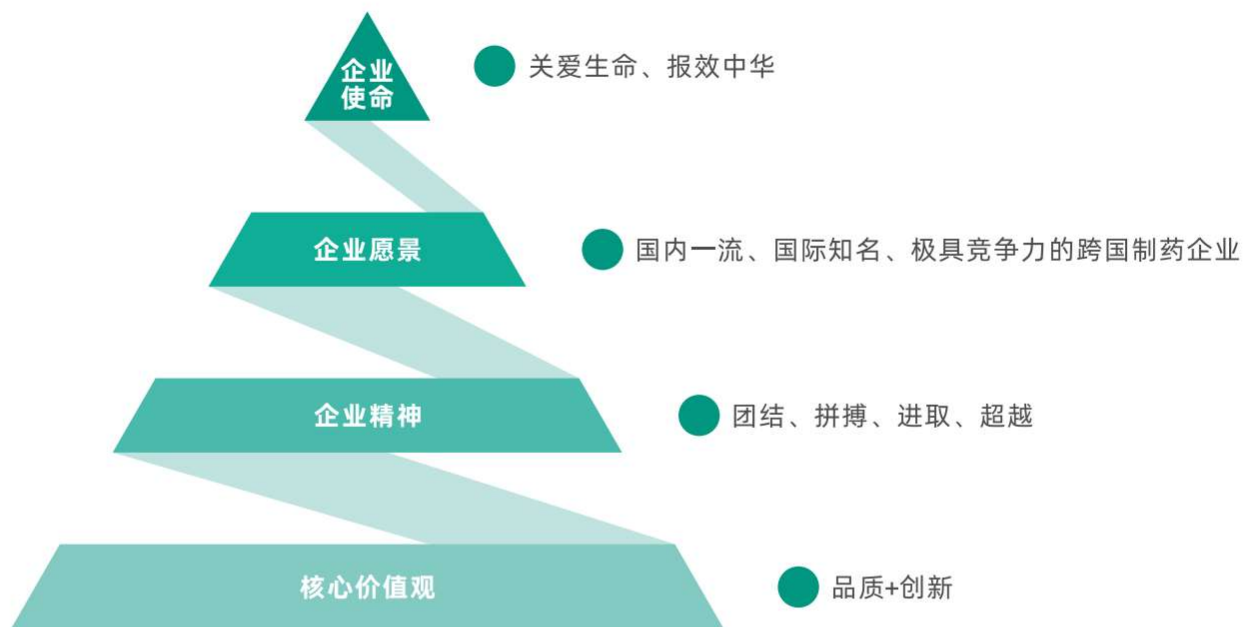 企业
使命
关爱生命、报效中华
企业愿景
国内一流、国际知名、极具竞争力的跨国制药企业
企业精神
团结、拼搏、进取、超越
核心价值观
品质+创新